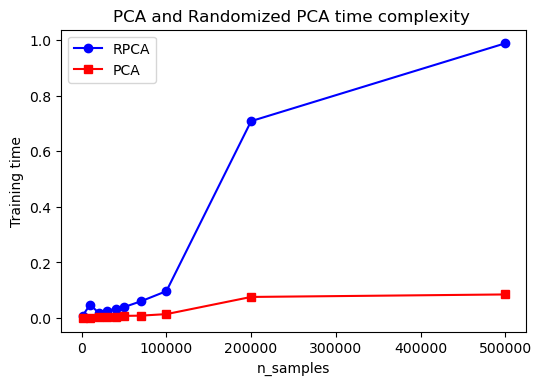 PCA and Randomized PCA time complexity
RPCA
PCA
Training time
1.0
0.8
0.6
0.4
0.2
0.0
0 100000 200000 300000 400000 500000
n_samples